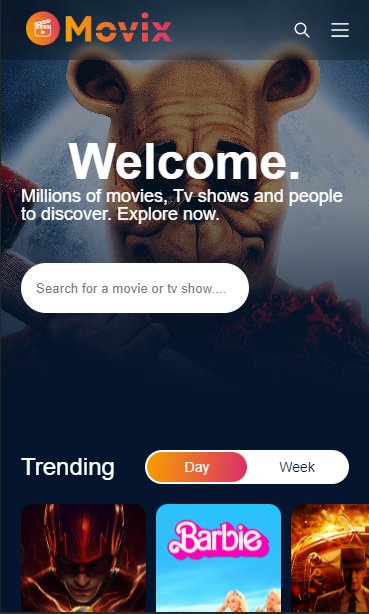 Movix
Welcome.
Millions of movies, Tv shows and people
to discover. Explore now.
Search for a movie or tv show....
Trending
Day
Week
Barbie